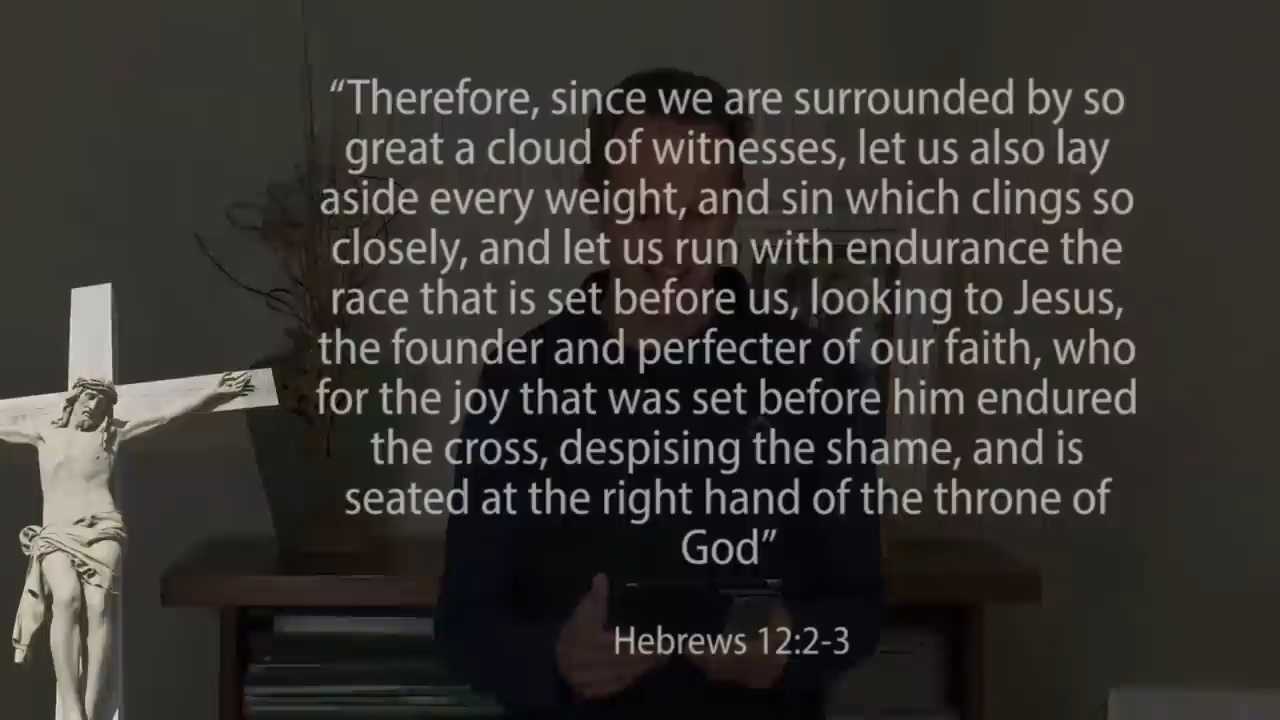 “Therefore, since we are surrounded by so
great a cloud of witnesses, let us also lay
aside every weight, and sin which clings so
closely, and let us run with endurance the
race that is set before us, looking to Jesus,
the founder and perfecter of our faith, who
for the joy that was set before him endured
the cross, despising the shame, and is
seated at the right hand of the throne of
God”
Hebrews 12:2-3